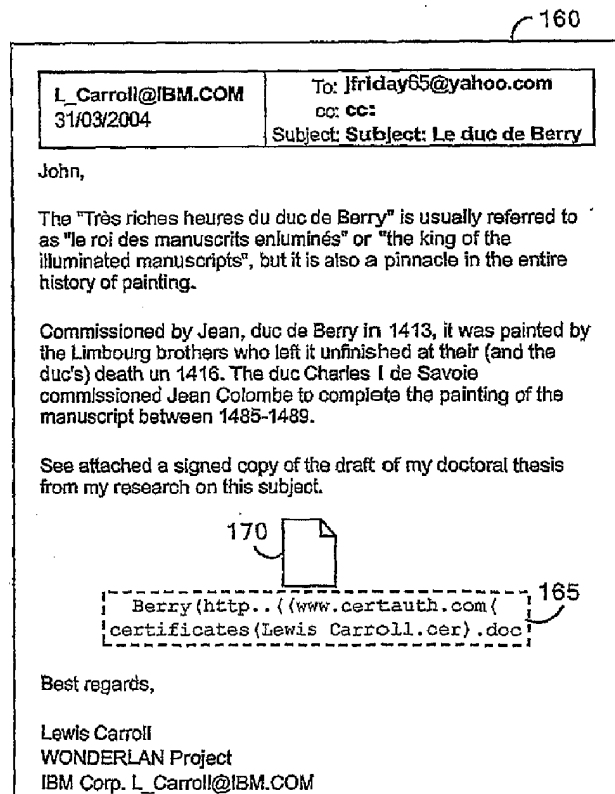 160
L_Carroll@IBM.COM
31/03/2004
To: jfriday65@yahoo.com
cc: cc:
Subject: Subject: Le duc de Berry
John,
The "Très riches heures du duc de Berry" is usually referred to
as "le roi des manuscrits enluminés" or "the king of the
illuminated manuscripts", but it is also a pinnacle in the entire
history of painting.
Commissioned by Jean, duc de Berry in 1413, it was painted by
the Limbourg brothers who left it unfinished at their (and the
duc's) death un 1416. The duc Charles I de Savoie
commissioned Jean Colombe to complete the painting of the
manuscript between 1485-1489.
See attached a signed copy of the draft of my doctoral thesis
from my research on this subject.
170
165
Berry(http..((www.certauth.com(
certificates(Lewis Carroll.cer).doc
Best regards,
Lewis Carroll
WONDERLAN Project
IBM Corp. L_Carroll@IBM.COM